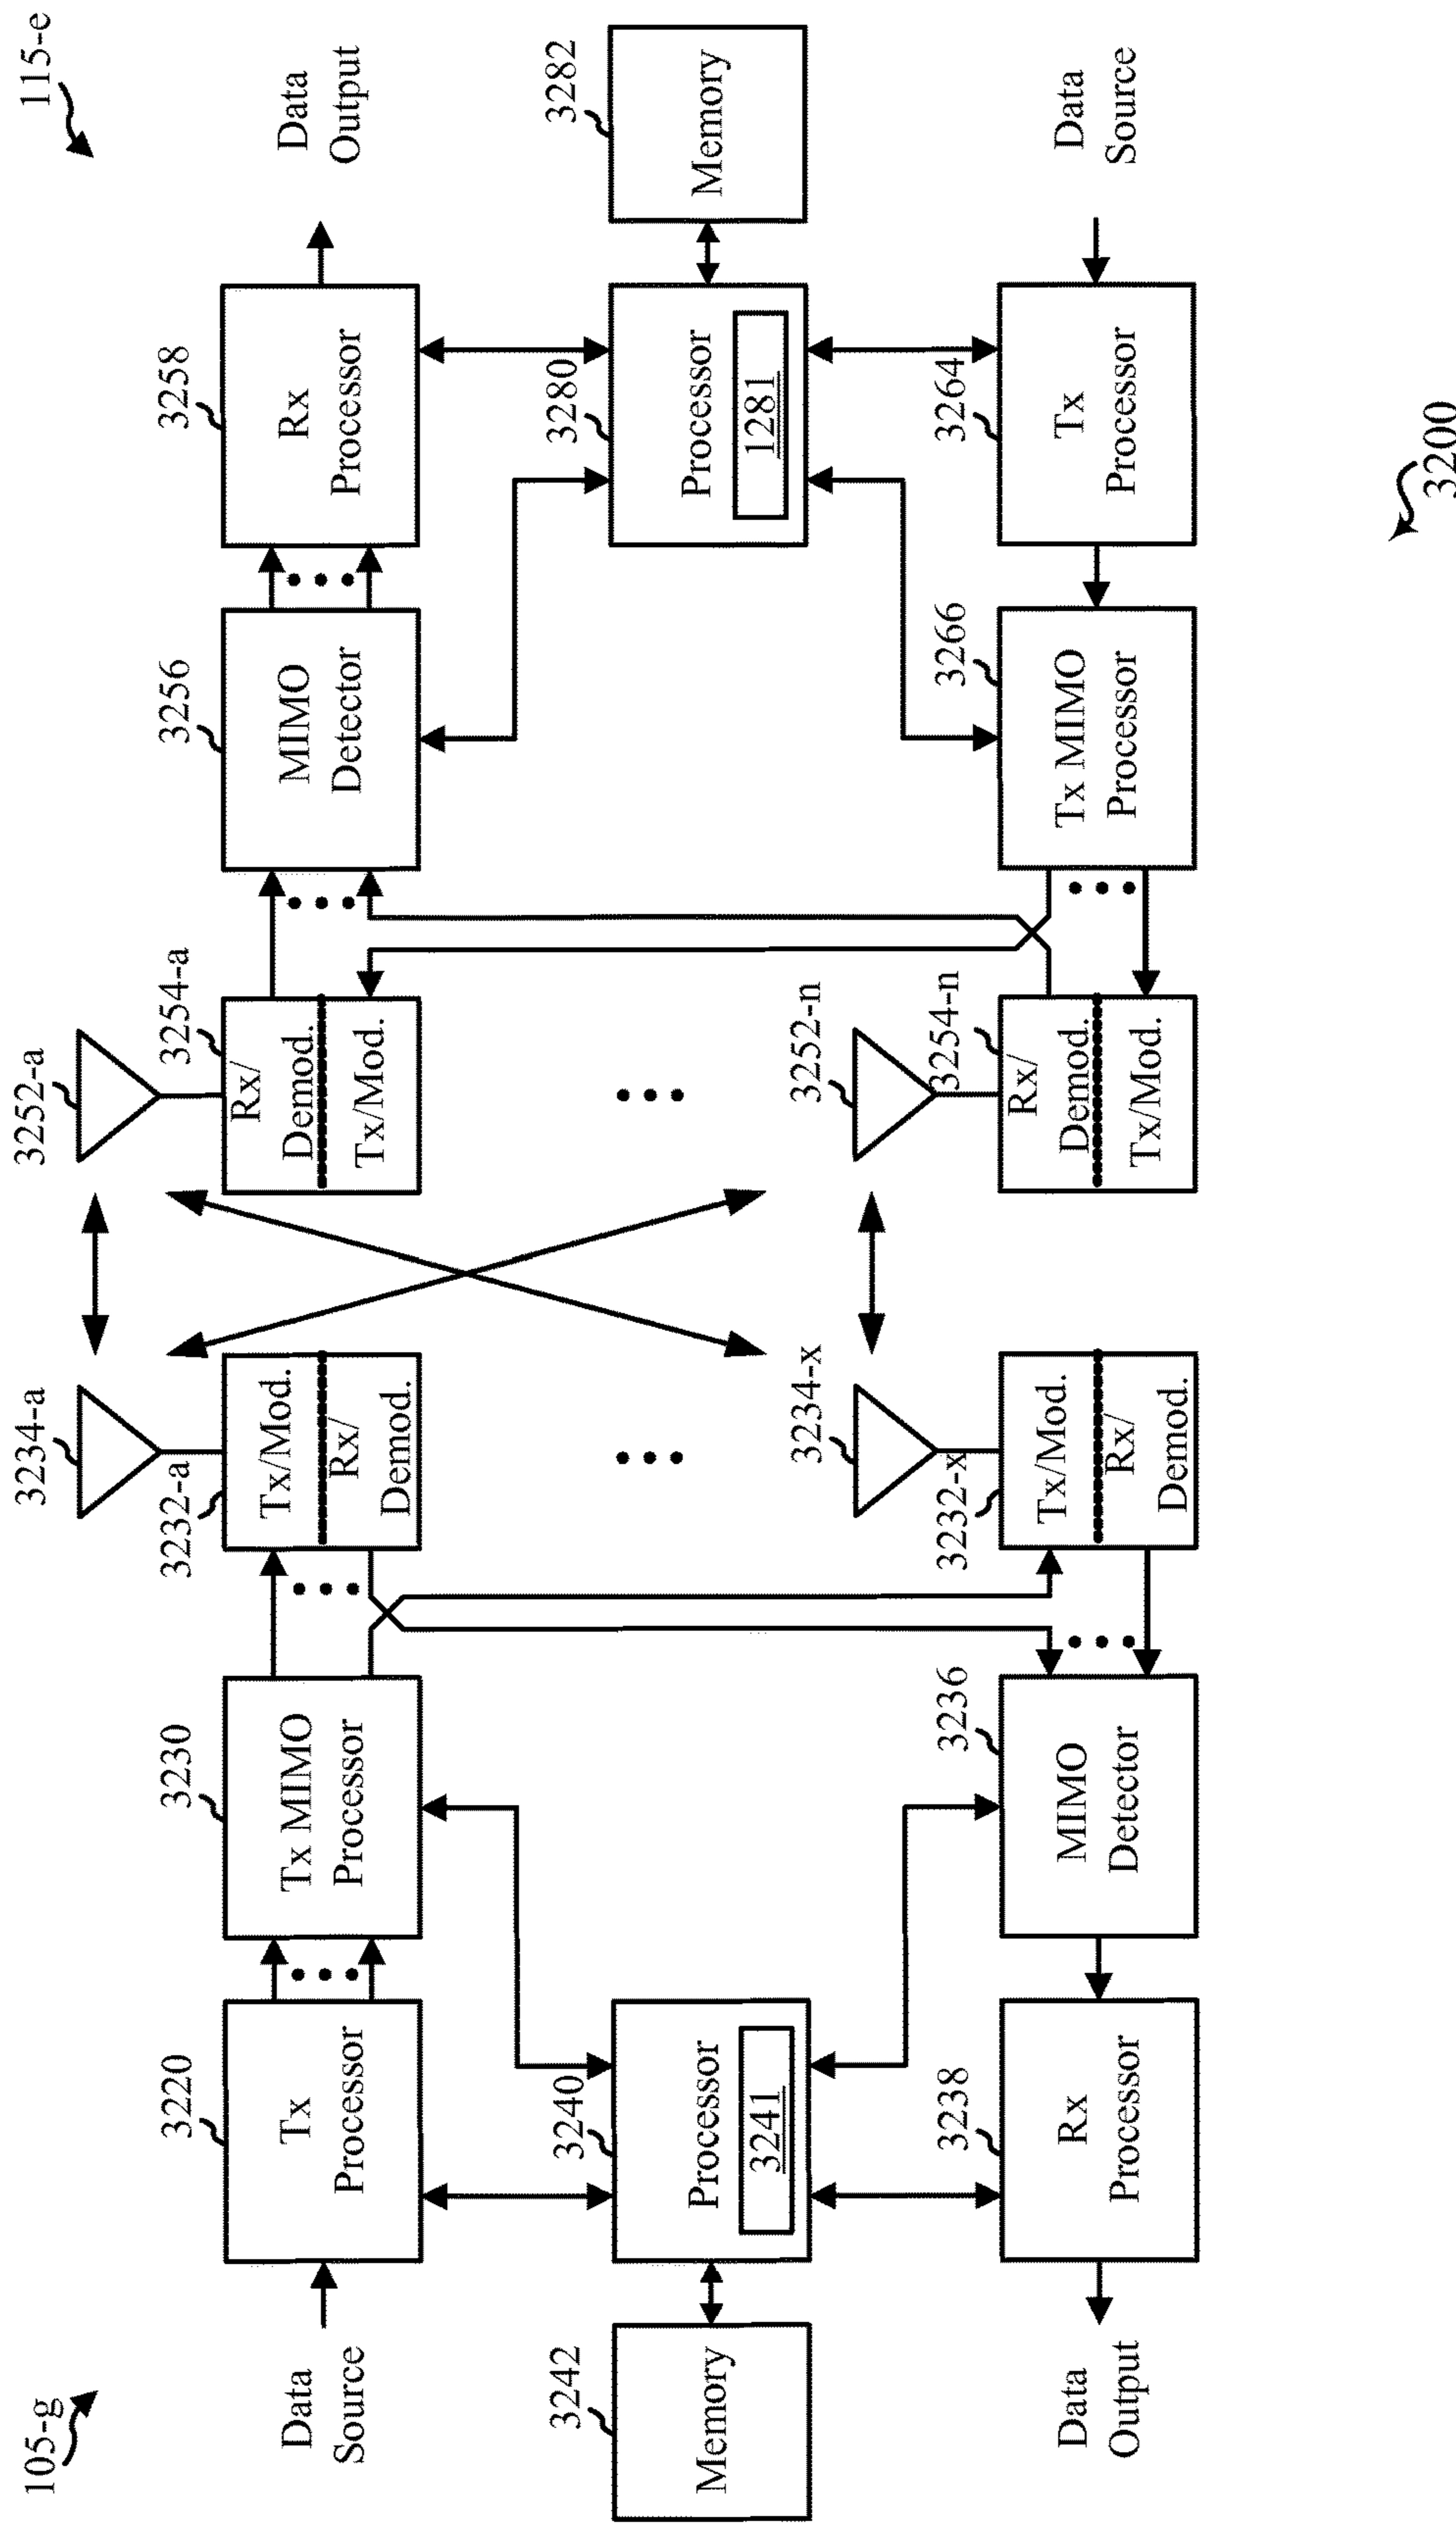 105-g
115-e
Data
Source
3220
Tx
Processor
3230
Tx MIMO
Processor
3232-a
Tx/Mod.
Rx/
Demod.
3234-a
3252-a
3254-a
Rx/
Demod.
Tx/Mod.
3256
MIMO
Detector
3258
Rx
Processor
Data
Output
3242
Memory
3240
Processor
3241
3280
Processor
1281
3282
Memory
Data
Output
3238
Rx
Processor
3236
MIMO
Detector
3232-x
Tx/Mod.
Rx/
Demod.
3234-x
3252-n
3254-n
Rx/
Demod.
Tx/Mod.
3266
Tx MIMO
Processor
3264
Tx
Processor
Data
Source
3200